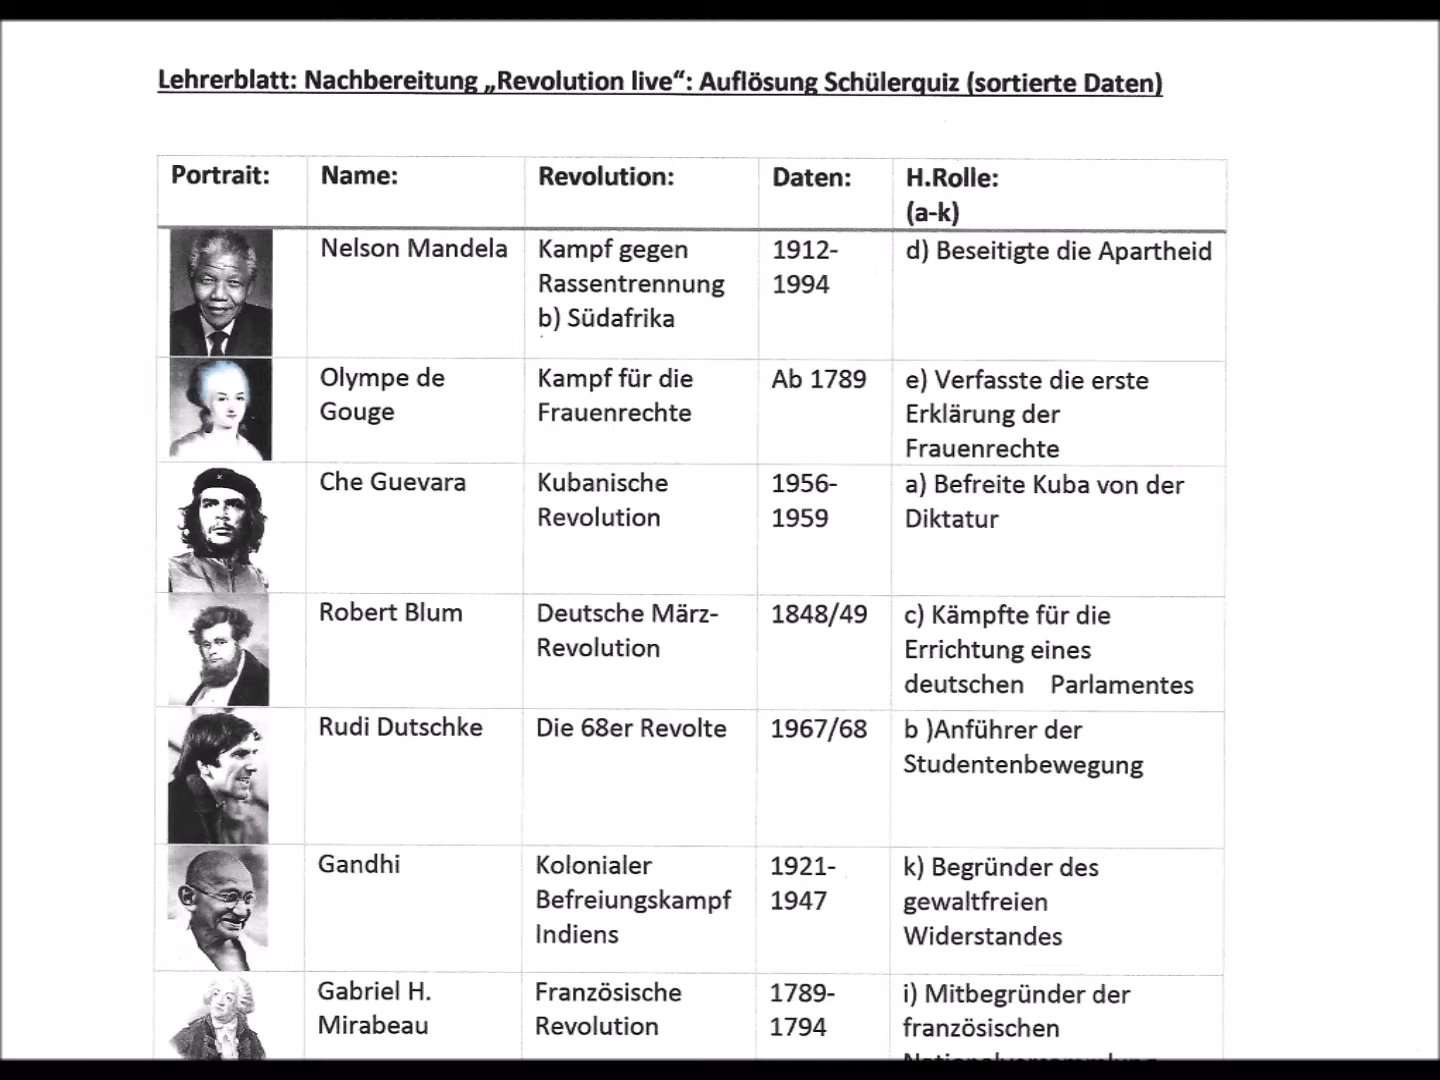 Lehrerblatt: Nachbereitung „Revolution live“: Auflösung Schülerquiz (sortierte Daten)
Portrait: Name: Revolution: Daten: H.Rolle:
(a-k)
Nelson Mandela Kampf gegen 1912- d) Beseitigte die Apartheid
Rassentrennung 1994
b) Südafrika
Olympe de Kampf für die Ab 1789 e) Verfasste die erste
Gouge Frauenrechte Erklärung der
Frauenrechte
Che Guevara Kubanische 1956- a) Befreite Kuba von der
Revolution 1959 Diktatur
Robert Blum Deutsche März- 1848/49 c) Kämpfte für die
Revolution Errichtung eines
deutschen Parlamentes
Rudi Dutschke Die 68er Revolte 1967/68 b )Anführer der
Studentenbewegung
Gandhi Kolonialer 1921- k) Begründer des
Befreiungskampf 1947 gewaltfreien
Indiens Widerstandes
Gabriel H. Französische 1789- i) Mitbegründer der
Mirabeau Revolution 1794 französischen